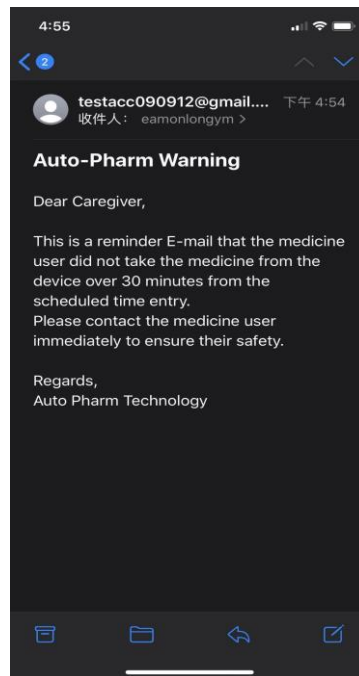 4:55
2
testacc090912@gmail.... 下午 4:54
收件人： eamonlongym >
Auto-Pharm Warning
Dear Caregiver,
This is a reminder E-mail that the medicine
user did not take the medicine from the
device over 30 minutes from the
scheduled time entry.
Please contact the medicine user
immediately to ensure their safety.
Regards,
Auto Pharm Technology